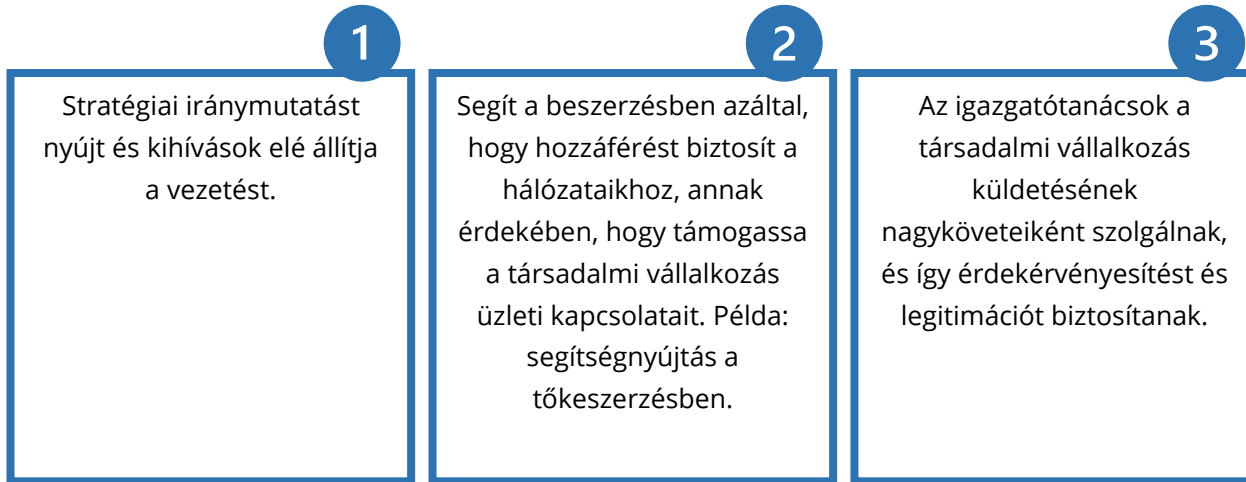 1
Stratégiai iránymutatást
nyújt és kihívások elé állítja
a vezetést.
2
Segít a beszerzésben azáltal,
hogy hozzáférést biztosít a
hálózataikhoz, annak
érdekében, hogy támogassa
a társadalmi vállalkozás
üzleti kapcsolatait. Példa:
segítségnyújtás a
tőkeszerzésben.
3
Az igazgatótanácsok a
társadalmi vállalkozás
küldetésének
nagyköveteiként szolgálnak,
és így érdekérvényesítést és
legitimációt biztosítanak.